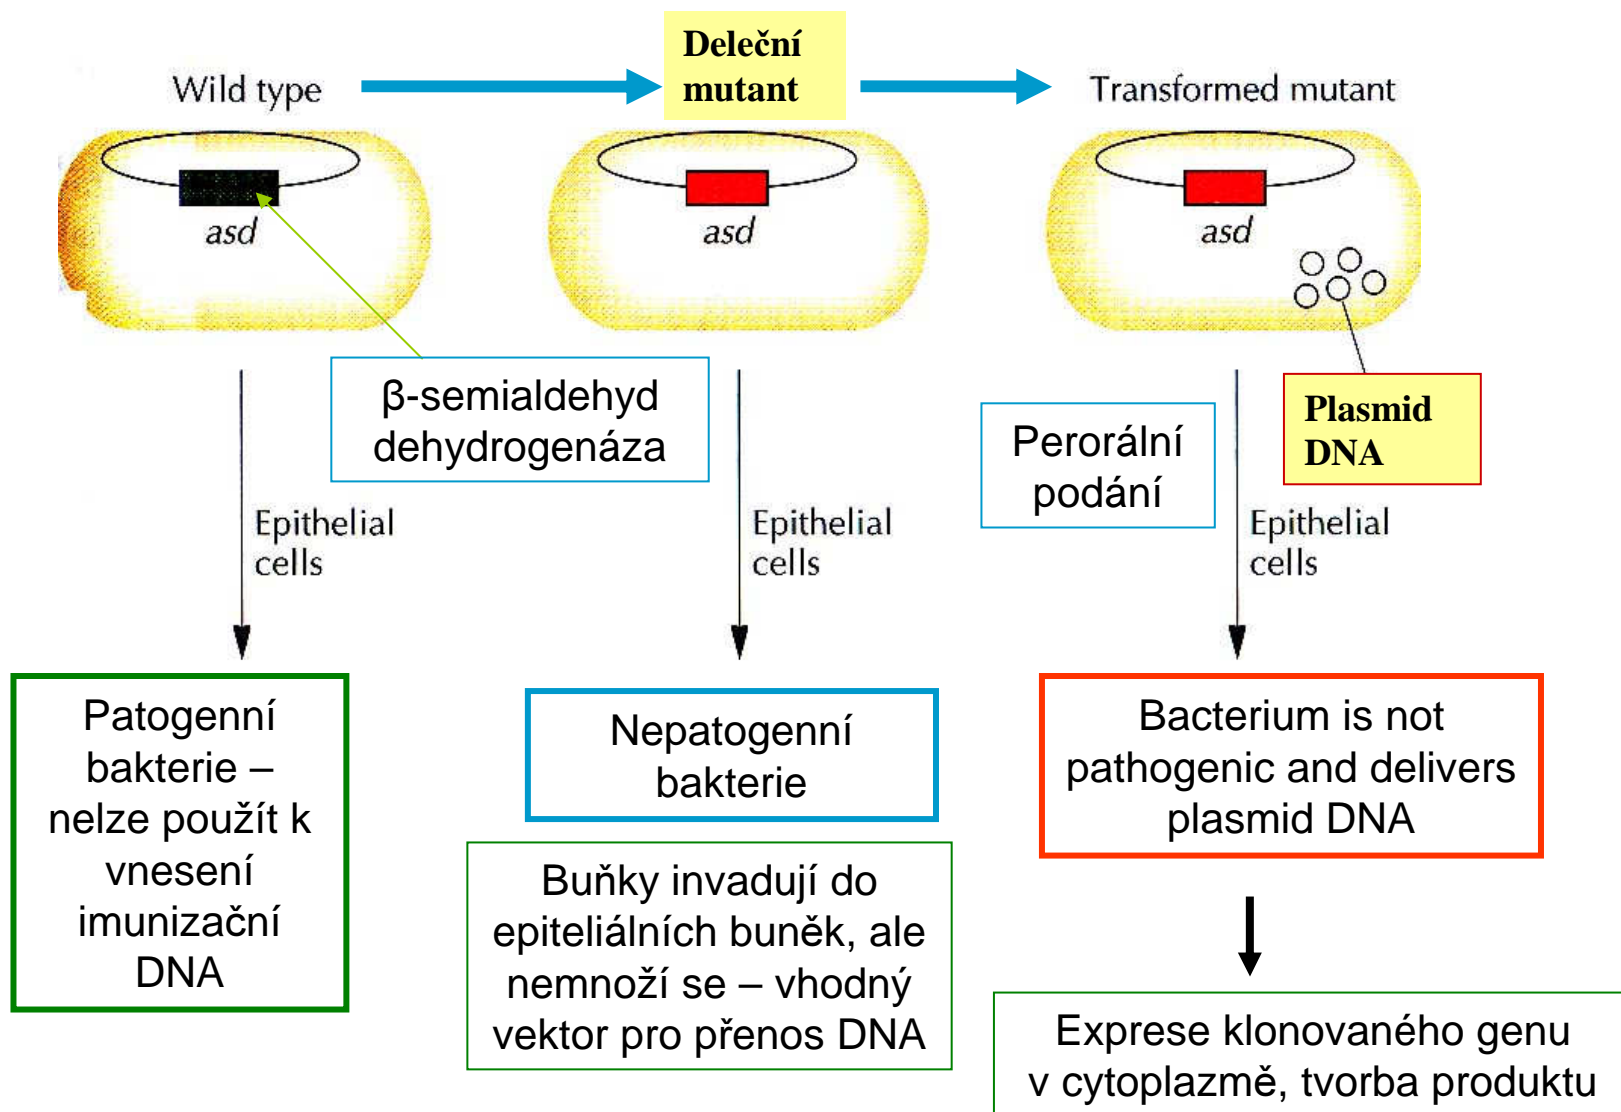 Wild type
Deleční
mutant
Transformed mutant
asd
asd
asd
β-semialdehyd
dehydrogenáza
Perorální
podání
Plasmid
DNA
Epithelial
cells
Epithelial
cells
Epithelial
cells
Patogenní
bakterie –
nelze použít k
vnesení
imunizační
DNA
Nepatogenní
bakterie
Buňky invadují do
epiteliálních buněk, ale
nemnoží se – vhodný
vektor pro přenos DNA
Bacterium is not
pathogenic and delivers
plasmid DNA
Exprese klonovaného genu
v cytoplazmě, tvorba produktu